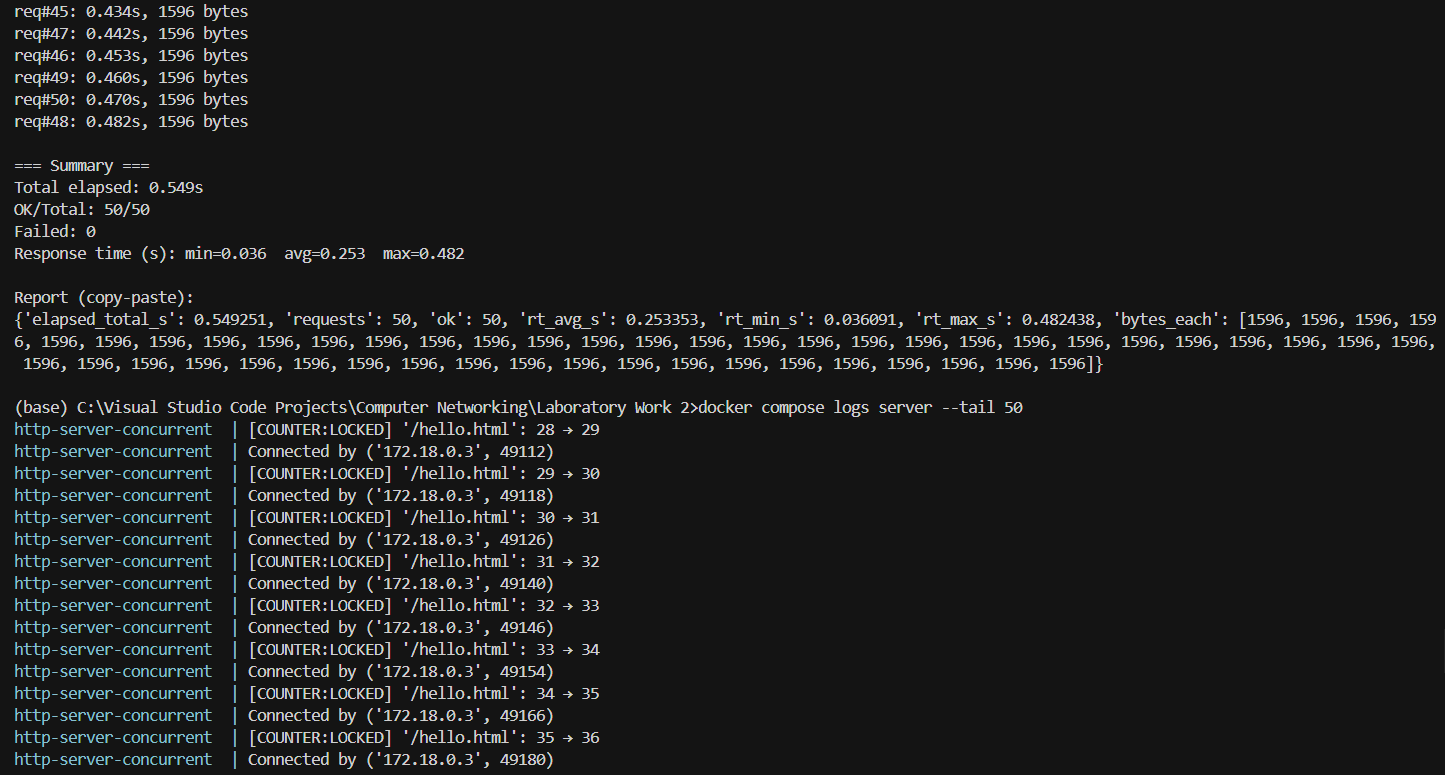 req#45: 0.434s, 1596 bytes
req#47: 0.442s, 1596 bytes
req#46: 0.453s, 1596 bytes
req#49: 0.460s, 1596 bytes
req#50: 0.470s, 1596 bytes
req#48: 0.482s, 1596 bytes
=== Summary ===
Total elapsed: 0.549s
OK/Total: 50/50
Failed: 0
Response time (s): min=0.036  avg=0.253  max=0.482
Report (copy-paste):
{'elapsed_total_s': 0.549251, 'requests': 50, 'ok': 50, 'rt_avg_s': 0.253353, 'rt_min_s': 0.036091, 'rt_max_s': 0.482438, 'bytes_each': [1596, 1596, 1596, 159
6, 1596, 1596, 1596, 1596, 1596, 1596, 1596, 1596, 1596, 1596, 1596, 1596, 1596, 1596, 1596, 1596, 1596, 1596, 1596, 1596, 1596, 1596, 1596, 1596, 1596, 1596,
1596, 1596, 1596, 1596, 1596, 1596, 1596, 1596, 1596, 1596, 1596, 1596, 1596, 1596, 1596, 1596, 1596, 1596, 1596, 1596]}
(base) C:\Visual Studio Code Projects\Computer Networking\Laboratory Work 2>docker compose logs server --tail 50
http-server-concurrent  | [COUNTER:LOCKED] '/hello.html': 28 → 29
http-server-concurrent  | Connected by ('172.18.0.3', 49112)
http-server-concurrent  | [COUNTER:LOCKED] '/hello.html': 29 → 30
http-server-concurrent  | Connected by ('172.18.0.3', 49118)
http-server-concurrent  | [COUNTER:LOCKED] '/hello.html': 30 → 31
http-server-concurrent  | Connected by ('172.18.0.3', 49126)
http-server-concurrent  | [COUNTER:LOCKED] '/hello.html': 31 → 32
http-server-concurrent  | Connected by ('172.18.0.3', 49140)
http-server-concurrent  | [COUNTER:LOCKED] '/hello.html': 32 → 33
http-server-concurrent  | Connected by ('172.18.0.3', 49146)
http-server-concurrent  | [COUNTER:LOCKED] '/hello.html': 33 → 34
http-server-concurrent  | Connected by ('172.18.0.3', 49154)
http-server-concurrent  | [COUNTER:LOCKED] '/hello.html': 34 → 35
http-server-concurrent  | Connected by ('172.18.0.3', 49166)
http-server-concurrent  | [COUNTER:LOCKED] '/hello.html': 35 → 36
http-server-concurrent  | Connected by ('172.18.0.3', 49180)